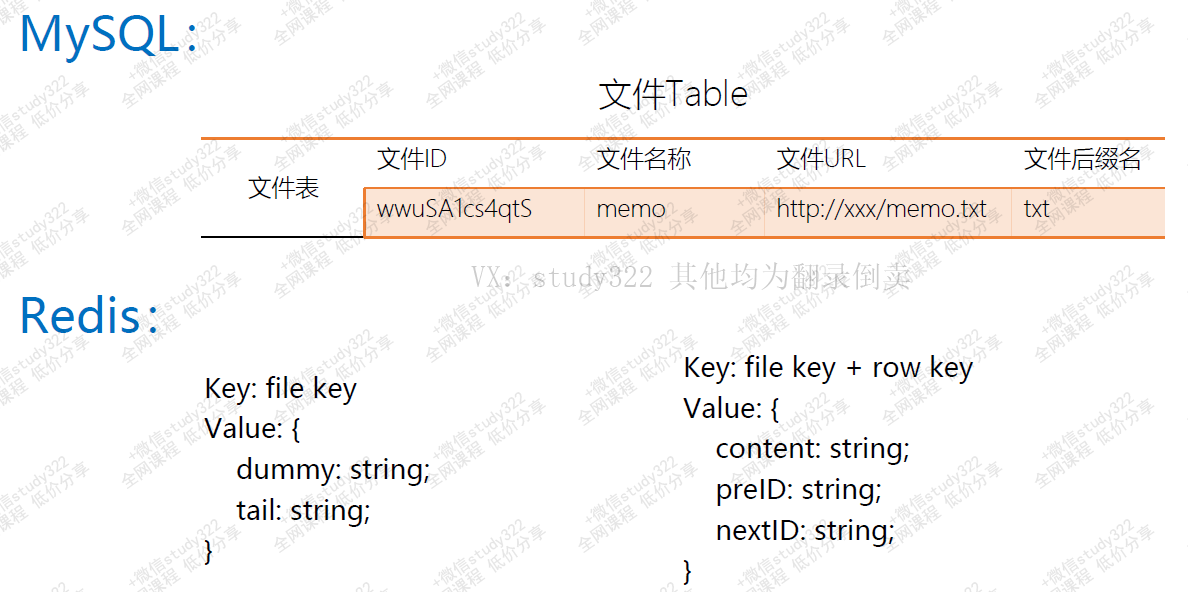 MySQL:
文件Table
文件ID 文件名称 文件URL 文件后缀名
文件表
wwuSA1cs4qtS memo http://xxx/memo.txt txt
VX: study322 其他均为翻录倒卖
Redis:
Key: file key
Value: {
dummy: string;
tail: string;
}
Key: file key + row key
Value: {
content: string;
preID: string;
nextID: string;
}
+微信study322
全网课程 低价分享